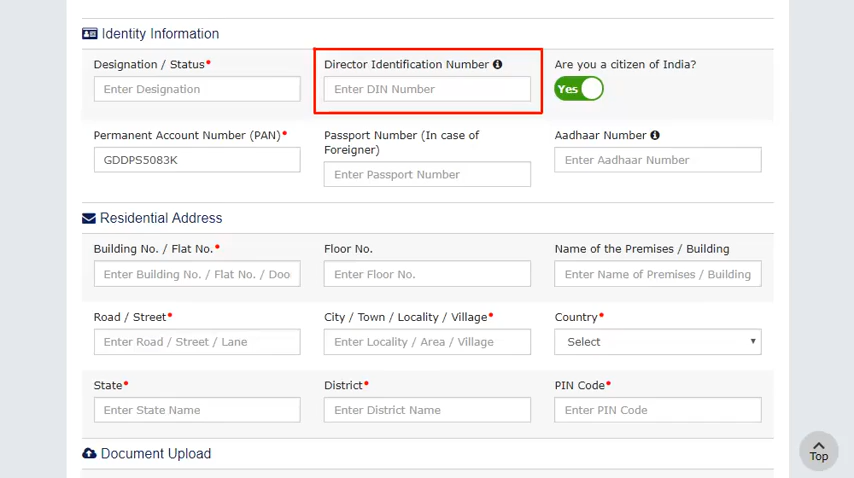 Identity Information
Designation / Status• Director Identification Number Are you a citizen of India?
Enter Designation Enter DIN Number Yes
Permanent Account Number (PAN)• Passport Number (In case of Foreigner) Aadhaar Number
GDDPS5083K Enter Passport Number Enter Aadhaar Number
Residential Address
Building No. / Flat No.• Floor No. Name of the Premises / Building
Enter Building No. / Flat No. / Doo Enter Floor No. Enter Name of Premises / Building
Road / Street• City / Town / Locality / Village• Country•
Enter Road / Street / Lane Enter Locality / Area / Village Select
State• District• PIN Code•
Enter State Name Enter District Name Enter PIN Code
Document Upload
Top